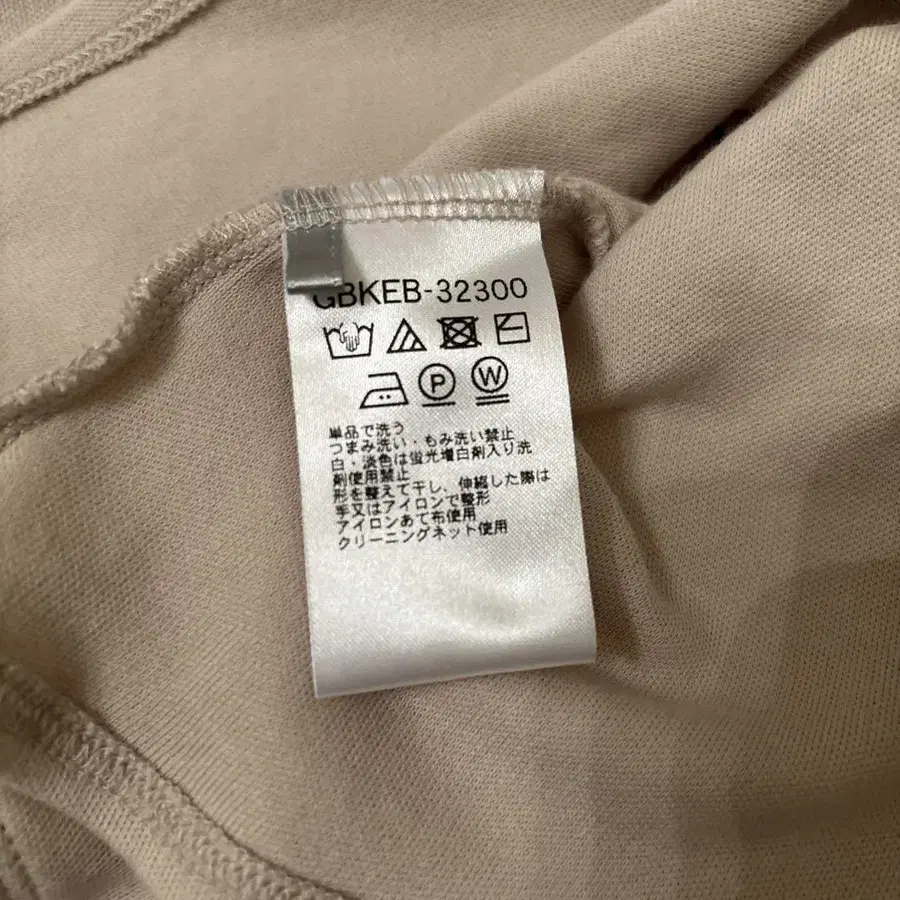 GBKEB-32300
P W
単品で洗う
つまみ洗い・もみ洗い禁止
白・淡色は蛍光増白剤入り洗
剤使用禁止
形を整えて干し、伸縮した際は
手又はアイロンで整形
アイロンあて布使用
クリーニングネット使用